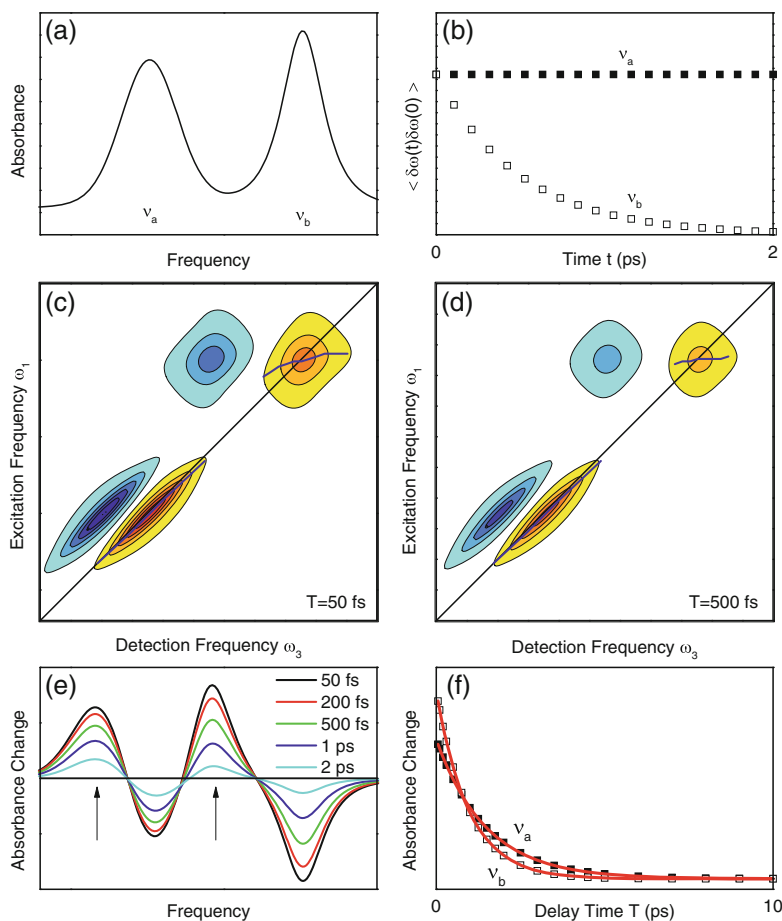 (a)
Absorbance
ν_a
ν_b
Frequency
(b)
< δω(t)δω(0) >
ν_a
ν_b
0
2
Time t (ps)
(c)
Excitation Frequency ω_1
T=50 fs
Detection Frequency ω_3
(d)
Excitation Frequency ω_1
T=500 fs
Detection Frequency ω_3
(e)
Absorbance Change
50 fs
200 fs
500 fs
1 ps
2 ps
Frequency
(f)
Absorbance Change
ν_a
ν_b
0
10
Delay Time T (ps)